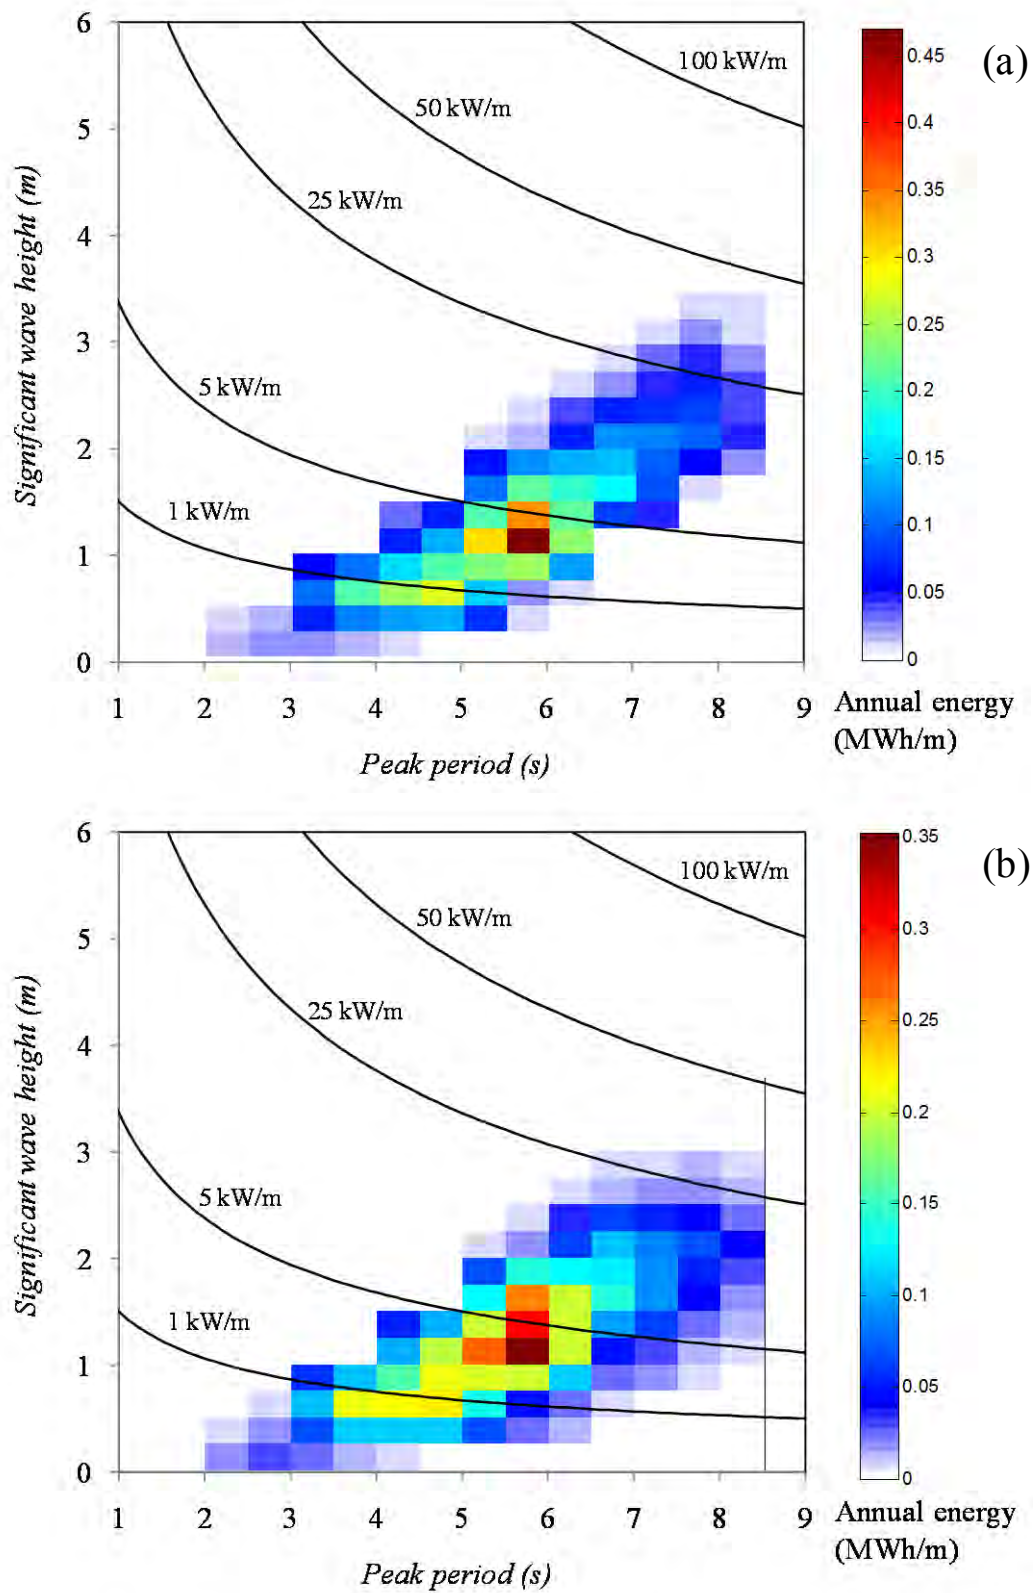 6
5
4
3
2
1
0
Significant wave height (m)
100 kW/m
50 kW/m
25 kW/m
5 kW/m
1 kW/m
1 2 3 4 5 6 7 8 9
Peak period (s)
0.45
0.4
0.35
0.3
0.25
0.2
0.15
0.1
0.05
0
Annual energy
(MWh/m)
(a)
6
5
4
3
2
1
0
Significant wave height (m)
100 kW/m
50 kW/m
25 kW/m
5 kW/m
1 kW/m
1 2 3 4 5 6 7 8 9
Peak period (s)
0.35
0.3
0.25
0.2
0.15
0.1
0.05
0
Annual energy
(MWh/m)
(b)